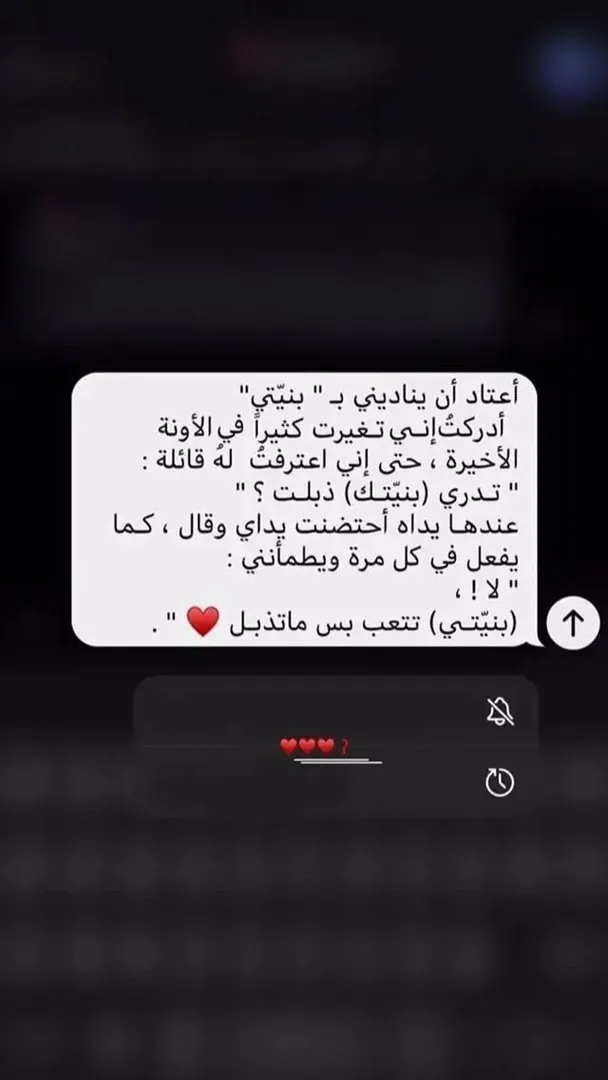 أعتاد أن يناديني بـ " بنيّتي"
أدركتُ إنـي تـغيرت كثيراً في الأونة
الأخيرة ، حتى إني اعترفتُ لهُ قائلة :
" تـدري (بنيّتـك) ذبلـت ؟ "
عندهـا يداه أحتضنت يداي وقال ، كـما
يفعل في كل مرة ويطمأنني :
" لا ! ،
(بنيّتـي) تتعب بس ماتذبـل ♥️ " .
♥️♥️♥️ ؟